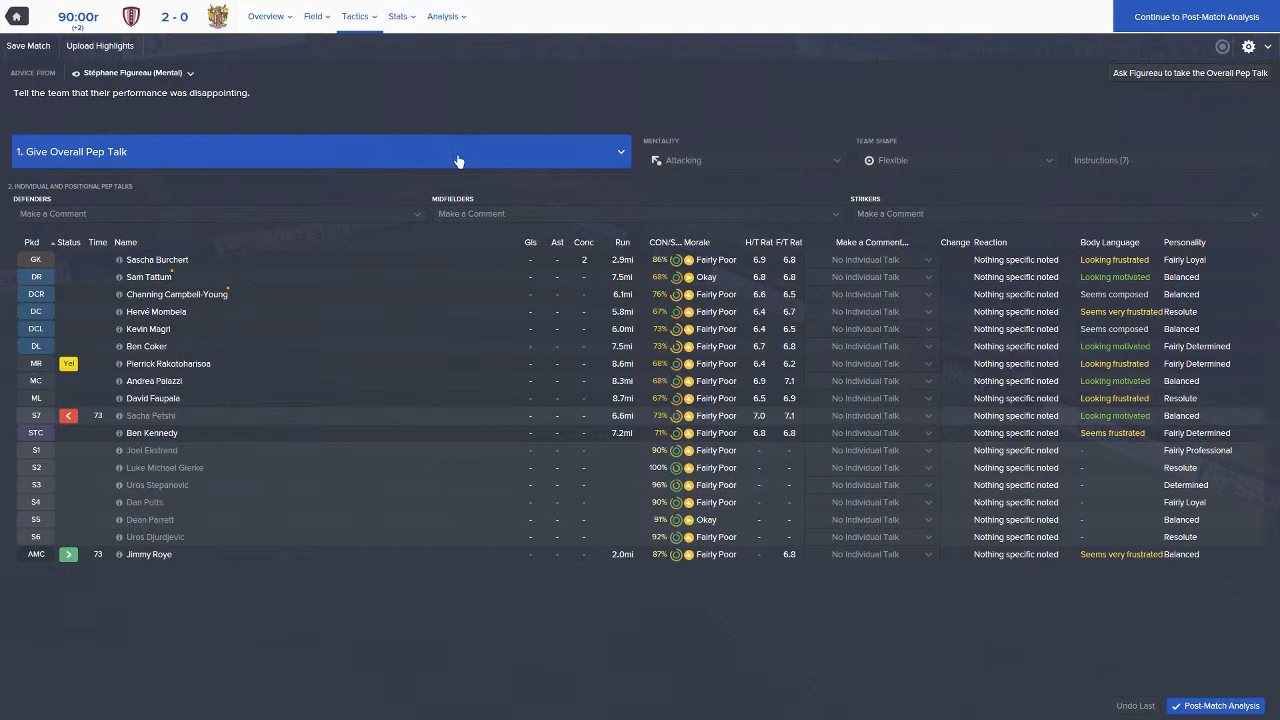 90:00r 2 - 0 Overview Field Tactics Stats Analysis Continue to Post-Match Analysis
(+2)
Save Match Upload Highlights
ADVICE FROM Stéphane Figureau (Mental) Ask Figureau to take the Overall Pep Talk
Tell the team that their performance was disappointing.
1. Give Overall Pep Talk
MENTALITY TEAM SHAPE
Attacking Flexible Instructions (7)
2. INDIVIDUAL AND POSITIONAL PEP TALKS
DEFENDERS MIDFIELDERS STRIKERS
Make a Comment Make a Comment Make a Comment
Pkd Status Time Name Gls Ast Conc Run CON/S... Morale H/T Rat F/T Rat Make a Comment... Change Reaction Body Language Personality
GK Sascha Burchert - - 2 2.9mi 86% Fairly Poor 6.9 6.8 No Individual Talk Nothing specific noted Looking frustrated Fairly Loyal
DR Sam Tattum - - - 7.5mi 68% Okay 6.8 6.8 No Individual Talk Nothing specific noted Looking motivated Balanced
DCR Channing Campbell-Young - - - 6.1mi 76% Fairly Poor 6.6 6.5 No Individual Talk Nothing specific noted Seems composed Balanced
DC Hervé Mombela - - - 5.8mi 67% Fairly Poor 6.4 6.7 No Individual Talk Nothing specific noted Seems very frustrated Resolute
DCL Kevin Magri - - - 6.0mi 73% Fairly Poor 6.4 6.5 No Individual Talk Nothing specific noted Seems composed Balanced
DL Ben Coker - - - 7.5mi 73% Fairly Poor 6.7 6.8 No Individual Talk Nothing specific noted Looking motivated Fairly Determined
MR Yel Pierrick Rakotoharisoa - - - 8.6mi 68% Fairly Poor 6.4 6.2 No Individual Talk Nothing specific noted Looking frustrated Fairly Determined
MC Andrea Palazzi - - - 8.3mi 68% Fairly Poor 6.9 7.1 No Individual Talk Nothing specific noted Looking motivated Balanced
ML David Faupala - - - 8.7mi 67% Fairly Poor 6.5 6.9 No Individual Talk Nothing specific noted Looking frustrated Resolute
S7 73 Sacha Petshi - - - 6.6mi 73% Fairly Poor 7.0 7.1 No Individual Talk Nothing specific noted Looking motivated Balanced
STC Ben Kennedy - - - 7.2mi 71% Fairly Poor 6.8 6.8 No Individual Talk Nothing specific noted Seems frustrated Fairly Determined
S1 Joel Ekstrand - - - - 90% Fairly Poor - - No Individual Talk Nothing specific noted - Fairly Professional
S2 Luke Michael Gierke - - - - 100% Fairly Poor - - No Individual Talk Nothing specific noted - Resolute
S3 Uros Stepanovic - - - - 96% Fairly Poor - - No Individual Talk Nothing specific noted - Determined
S4 Dan Potts - - - - 90% Fairly Poor - - No Individual Talk Nothing specific noted - Fairly Loyal
S5 Dean Parrett - - - - 91% Okay - - No Individual Talk Nothing specific noted - Balanced
S6 Uros Djurdjevic - - - - 92% Fairly Poor - - No Individual Talk Nothing specific noted - Resolute
AMC 73 Jimmy Roye - - - 2.0mi 87% Fairly Poor - 6.8 No Individual Talk Nothing specific noted Seems very frustrated Balanced
Undo Last Post-Match Analysis